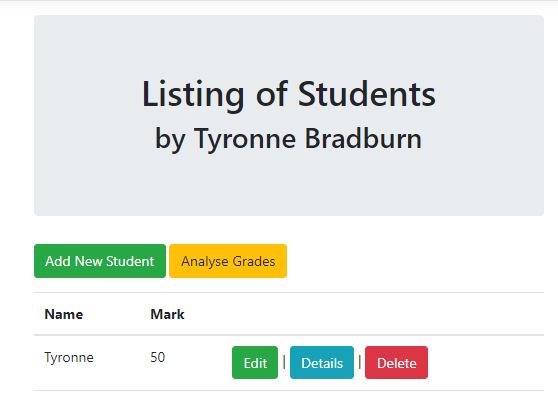 Listing of Students
by Tyronne Bradburn
Add New Student Analyse Grades
Name Mark
Tyronne 50 Edit | Details | Delete